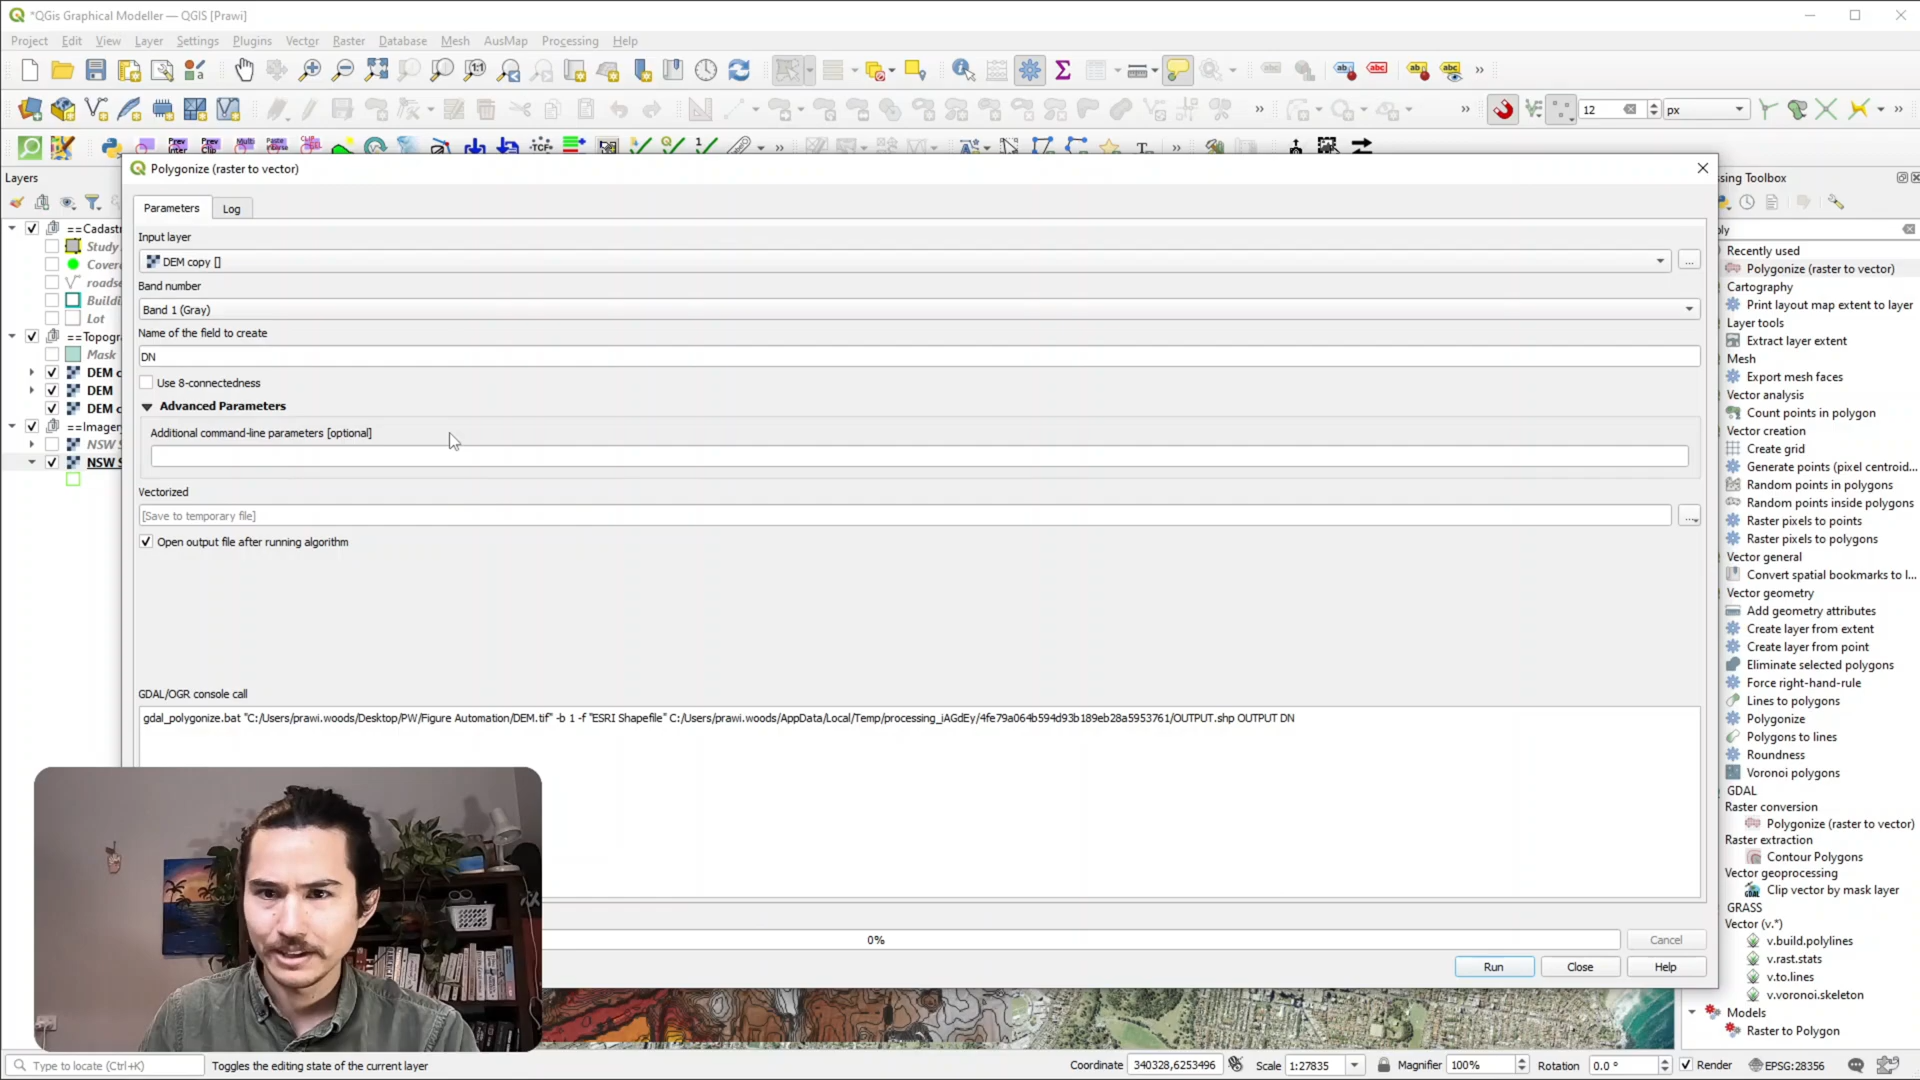 *QGis Graphical Modeller — QGIS [Prawi]
Project Edit View Layer Settings Plugins Vector Raster Database Mesh AusMap Processing Help
12 px
Layers
Polygonize (raster to vector)
Parameters Log
Input layer
DEM copy []
Band number
Band 1 (Gray)
Name of the field to create
DN
Use 8-connectedness
Advanced Parameters
Additional command-line parameters [optional]
Vectorized
[Save to temporary file]
Open output file after running algorithm
GDAL/OGR console call
gdal_polygonize.bat "C:/Users/prawi.woods/Desktop/PW/Figure Automation/DEM.tif" -b 1 -f "ESRI Shapefile" C:/Users/prawi.woods/AppData/Local/Temp/processing_iAGdEy/4fe79a064b594d93b189eb28a5953761/OUTPUT.shp OUTPUT DN
0%
Cancel
Run Close Help
==Cadast
Study
Cover
roads
Buildi
Lot
==Topogr
Mask
DEM c
DEM
DEM c
==Imager
NSW S
NSW S
sing Toolbox
oly
Recently used
Polygonize (raster to vector)
Cartography
Print layout map extent to layer
Layer tools
Extract layer extent
Mesh
Export mesh faces
Vector analysis
Count points in polygon
Vector creation
Create grid
Generate points (pixel centroid...
Random points in polygons
Random points inside polygons
Raster pixels to points
Raster pixels to polygons
Vector general
Convert spatial bookmarks to l...
Vector geometry
Add geometry attributes
Create layer from extent
Create layer from point
Eliminate selected polygons
Force right-hand-rule
Lines to polygons
Polygonize
Polygons to lines
Roundness
Voronoi polygons
GDAL
Raster conversion
Polygonize (raster to vector)
Raster extraction
Contour Polygons
Vector geoprocessing
Clip vector by mask layer
GRASS
Vector (v.*)
v.build.polylines
v.rast.stats
v.to.lines
v.voronoi.skeleton
Models
Raster to Polygon
Type to locate (Ctrl+K) Toggles the editing state of the current layer Coordinate 340328,6253496 Scale 1:27835 Magnifier 100% Rotation 0.0 ° Render EPSG:28356